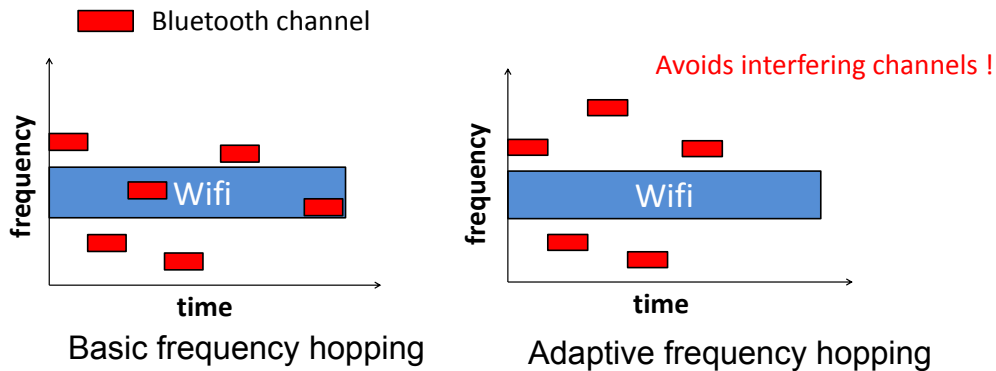 Bluetooth channel
Avoids interfering channels !
frequency
Wifi
time
frequency
Wifi
time
Basic frequency hopping
Adaptive frequency hopping